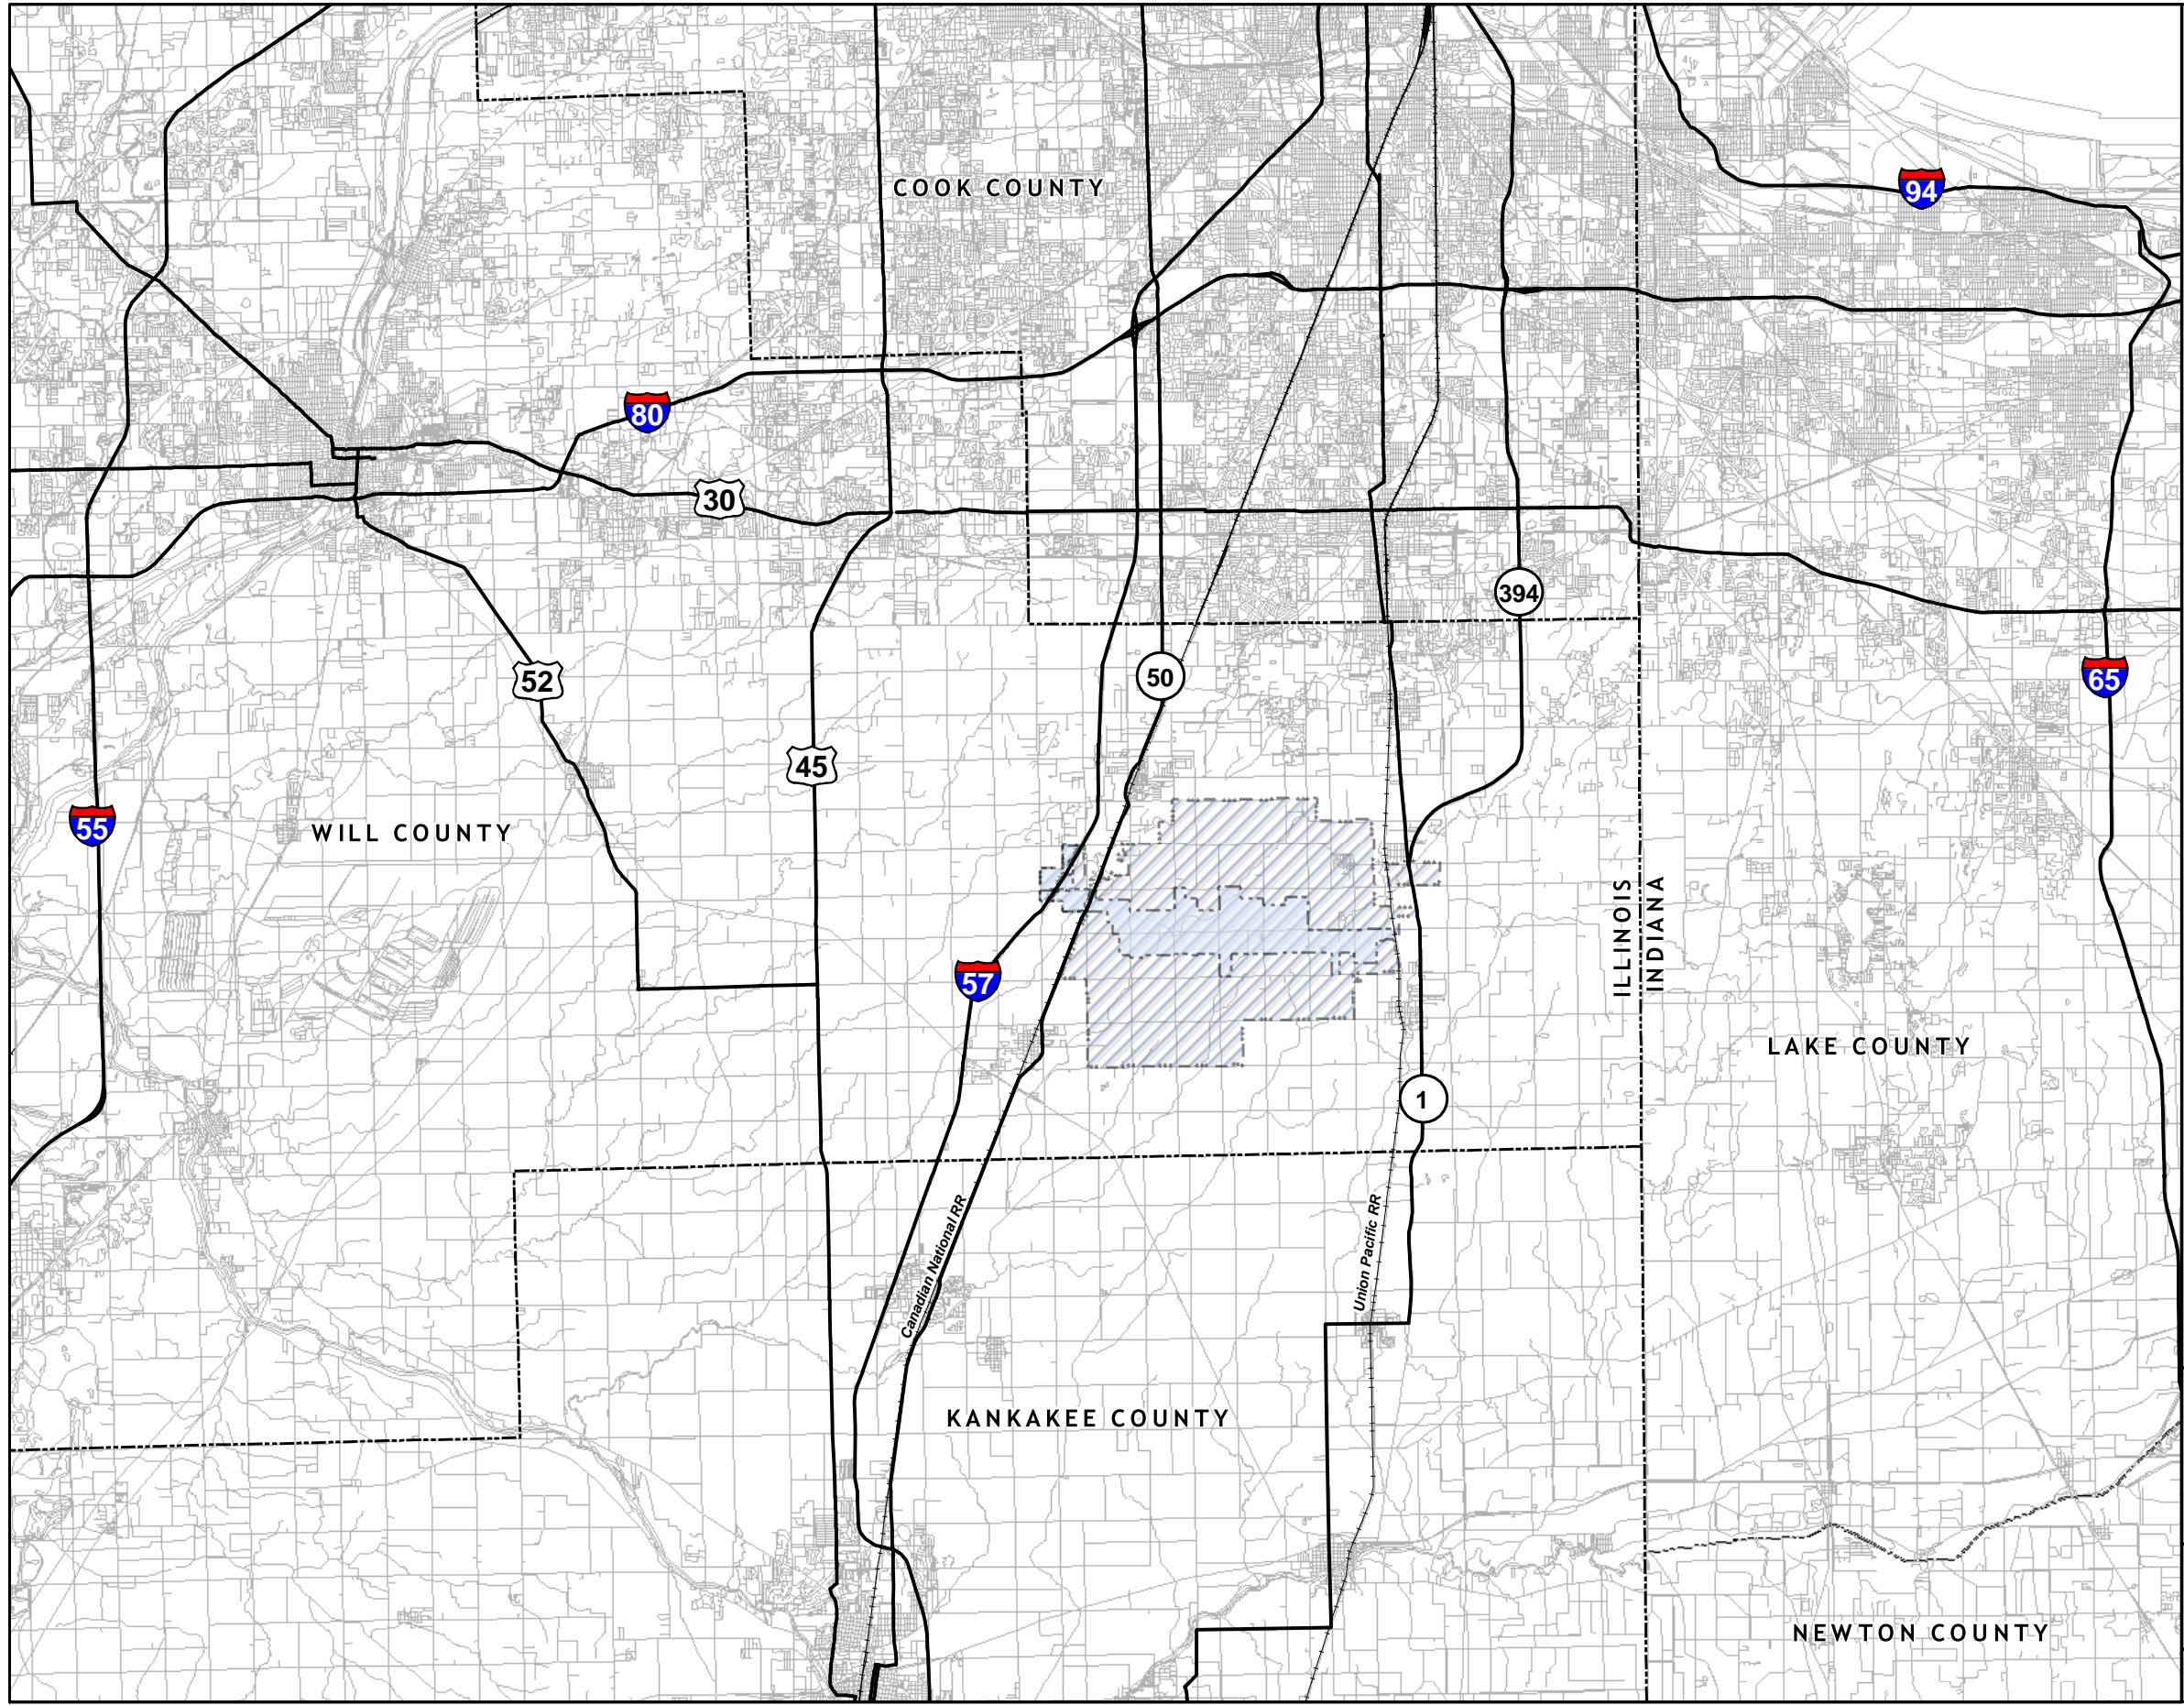 COOK COUNTY
94
80
30
394
52
50
65
45
55
WILL COUNTY
ILLINOIS
INDIANA
57
LAKE COUNTY
1
Canadian National RR
Union Pacific RR
KANKAKEE COUNTY
NEWTON COUNTY